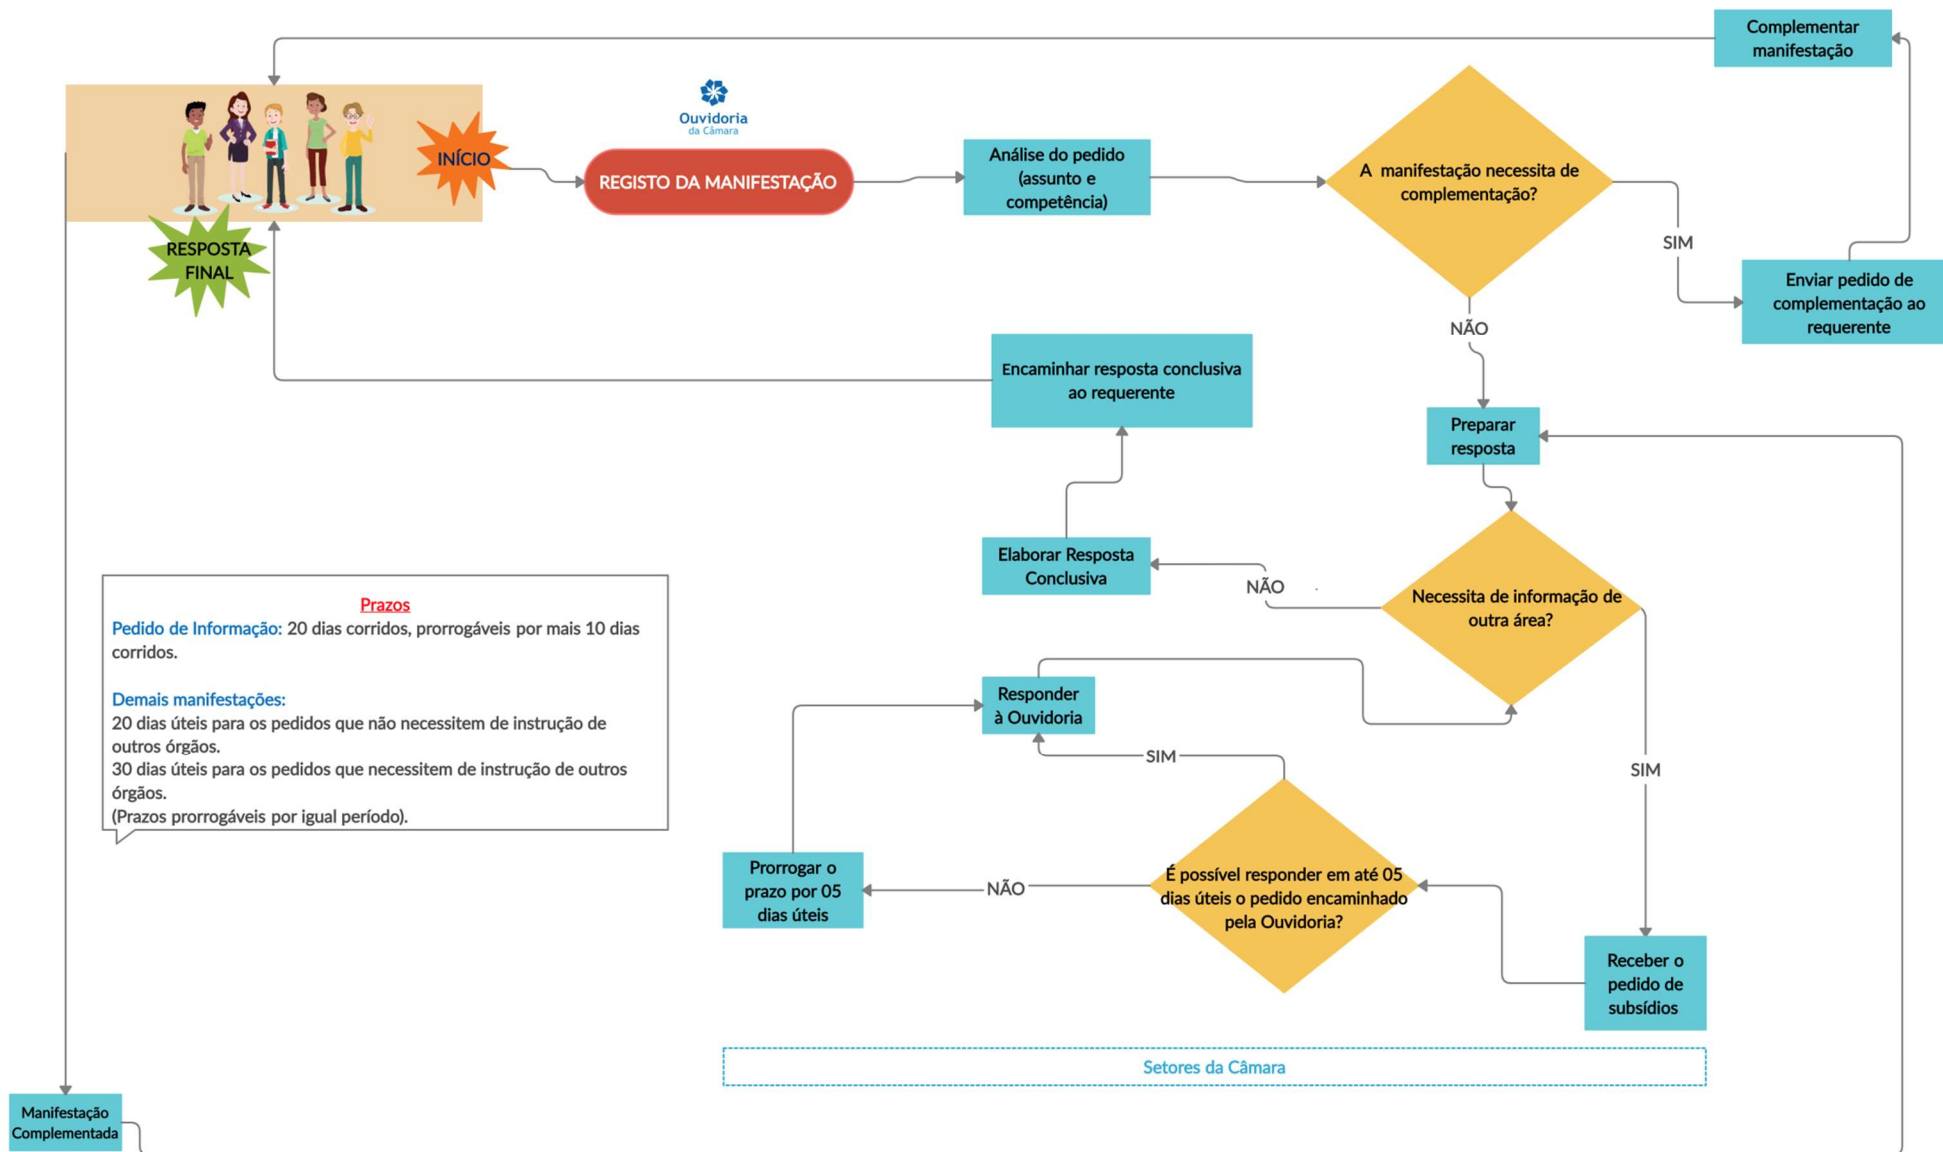 Complementar
manifestação
Ouvidoria
da Câmara
INÍCIO
REGISTO DA MANIFESTAÇÃO
Análise do pedido
(assunto e
competência)
A manifestação necessita de
complementação?
SIM
Enviar pedido de
complementação ao
requerente
RESPOSTA
FINAL
NÃO
Encaminhar resposta conclusiva
ao requerente
Preparar
resposta
Elaborar Resposta
Conclusiva
NÃO
Necessita de informação de
outra área?
Prazos
Pedido de Informação: 20 dias corridos, prorrogáveis por mais 10 dias
corridos.
Demais manifestações:
20 dias úteis para os pedidos que não necessitem de instrução de
outros órgãos.
30 dias úteis para os pedidos que necessitem de instrução de outros
órgãos.
(Prazos prorrogáveis por igual período).
Responder
à Ouvidoria
SIM
SIM
Prorrogar o
prazo por 05
dias úteis
NÃO
É possível responder em até 05
dias úteis o pedido encaminhado
pela Ouvidoria?
Receber o
pedido de
subsídios
Setores da Câmara
Manifestação
Complementada